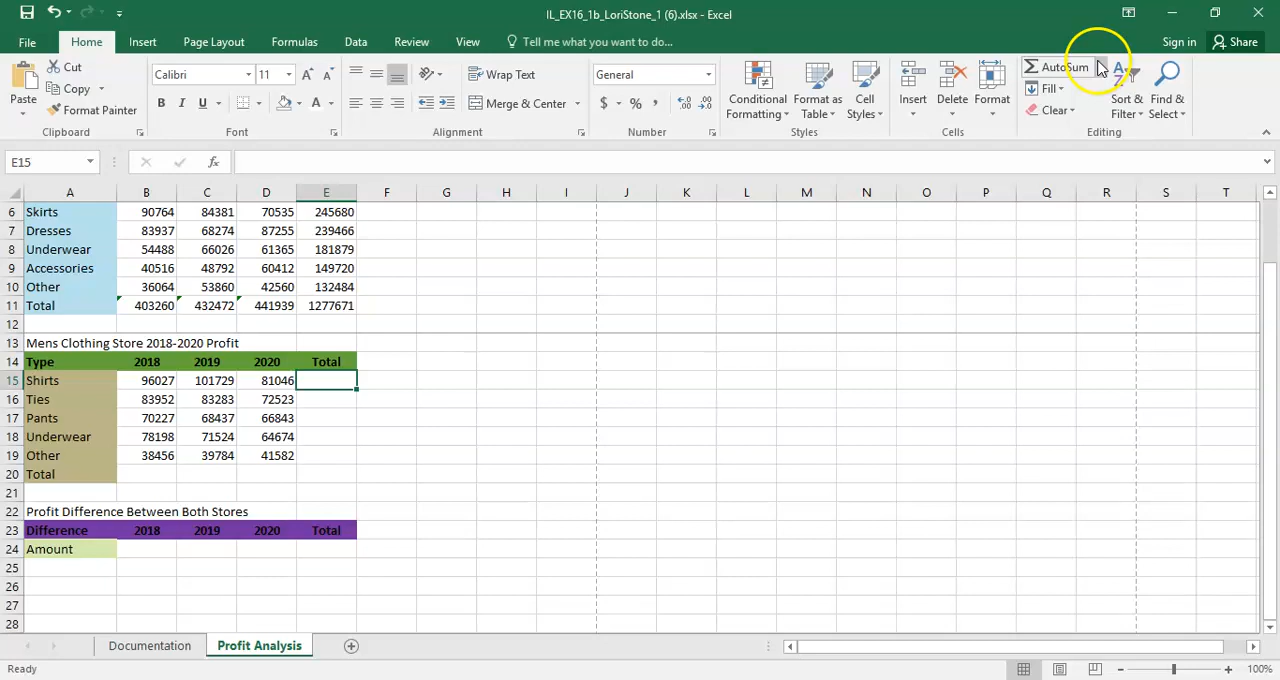 IL_EX16_1b_LoriStone_1 (6).xlsx - Excel
File Home Insert Page Layout Formulas Data Review View Tell me what you want to do... Sign in Share
Paste Cut Copy Format Painter Clipboard
Calibri 11 B I U A Font
Wrap Text Merge & Center Alignment
General $ % , Number
Conditional Formatting Format as Table Cell Styles Styles
Insert Delete Format Cells
AutoSum Fill Clear Sort & Filter Find & Select Editing
E15 fx
A B C D E F G H I J K L M N O P Q R S T
6 Skirts 90764 84381 70535 245680
7 Dresses 83937 68274 87255 239466
8 Underwear 54488 66026 61365 181879
9 Accessories 40516 48792 60412 149720
10 Other 36064 53860 42560 132484
11 Total 403260 432472 441939 1277671
12
13 Mens Clothing Store 2018-2020 Profit
14 Type 2018 2019 2020 Total
15 Shirts 96027 101729 81046
16 Ties 83952 83283 72523
17 Pants 70227 68437 66843
18 Underwear 78198 71524 64674
19 Other 38456 39784 41582
20 Total
21
22 Profit Difference Between Both Stores
23 Difference 2018 2019 2020 Total
24 Amount
25
26
27
28
Documentation Profit Analysis
Ready 100%